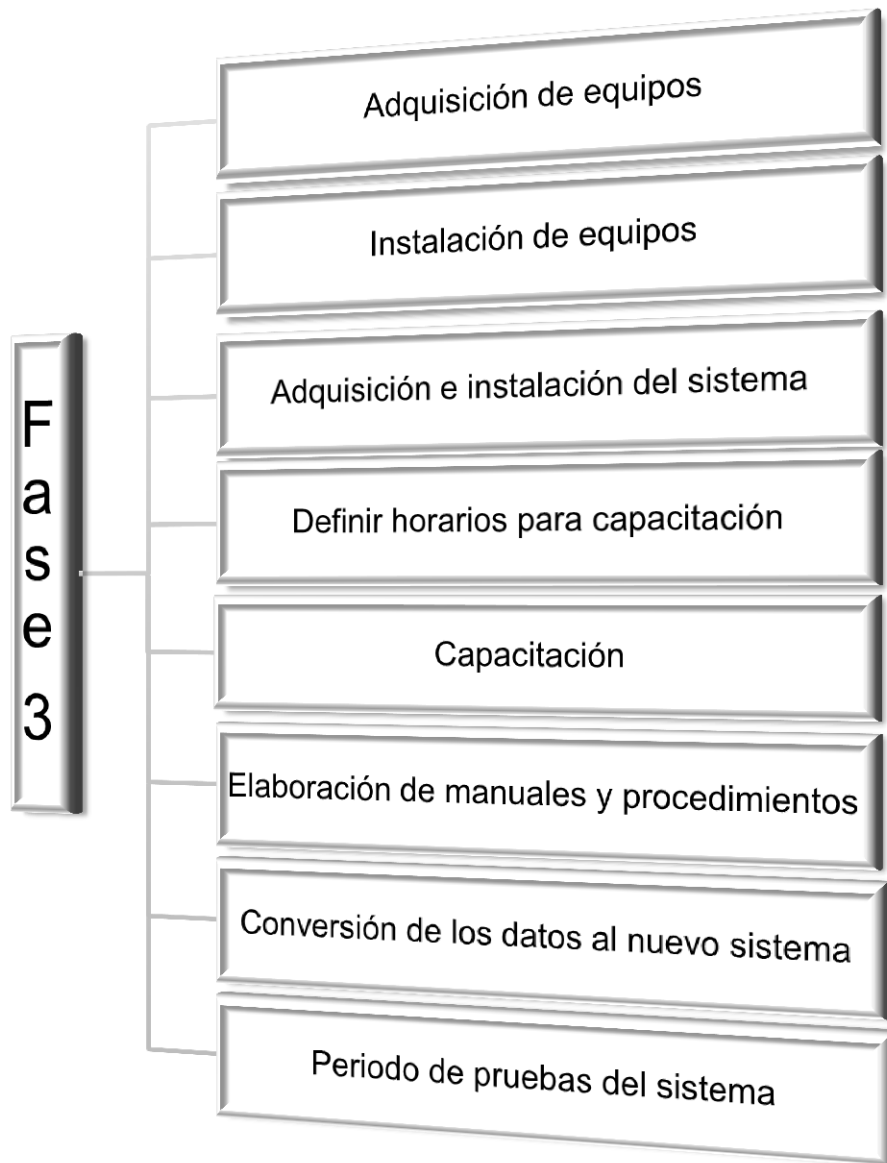 Fase 3
Adquisición de equipos
Instalación de equipos
Adquisición e instalación del sistema
Definir horarios para capacitación
Capacitación
Elaboración de manuales y procedimientos
Conversión de los datos al nuevo sistema
Periodo de pruebas del sistema